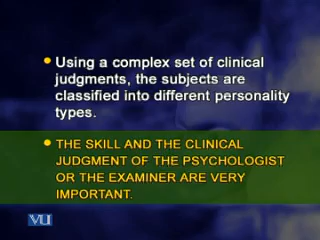 Using a complex set of clinical
judgments, the subjects are
classified into different personality
types.
THE SKILL AND THE CLINICAL
JUDGMENT OF THE PSYCHOLOGIST
OR THE EXAMINER ARE VERY
IMPORTANT.
VU